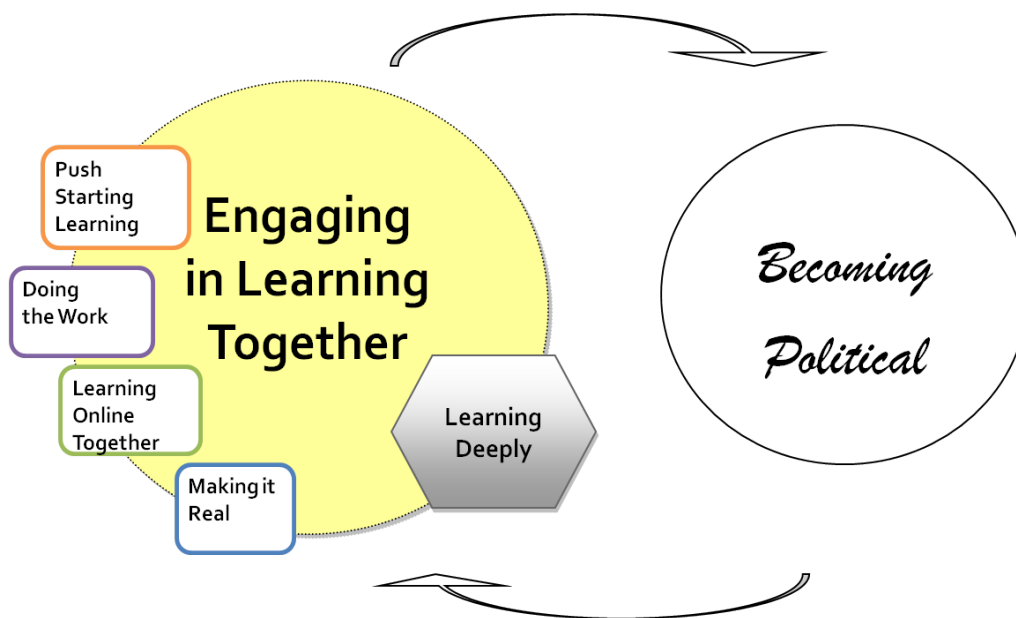 Push
Starting
Learning
Engaging
in Learning
Together
Doing
the Work
Learning
Online
Together
Making it
Real
Learning
Deeply
Becoming
Political